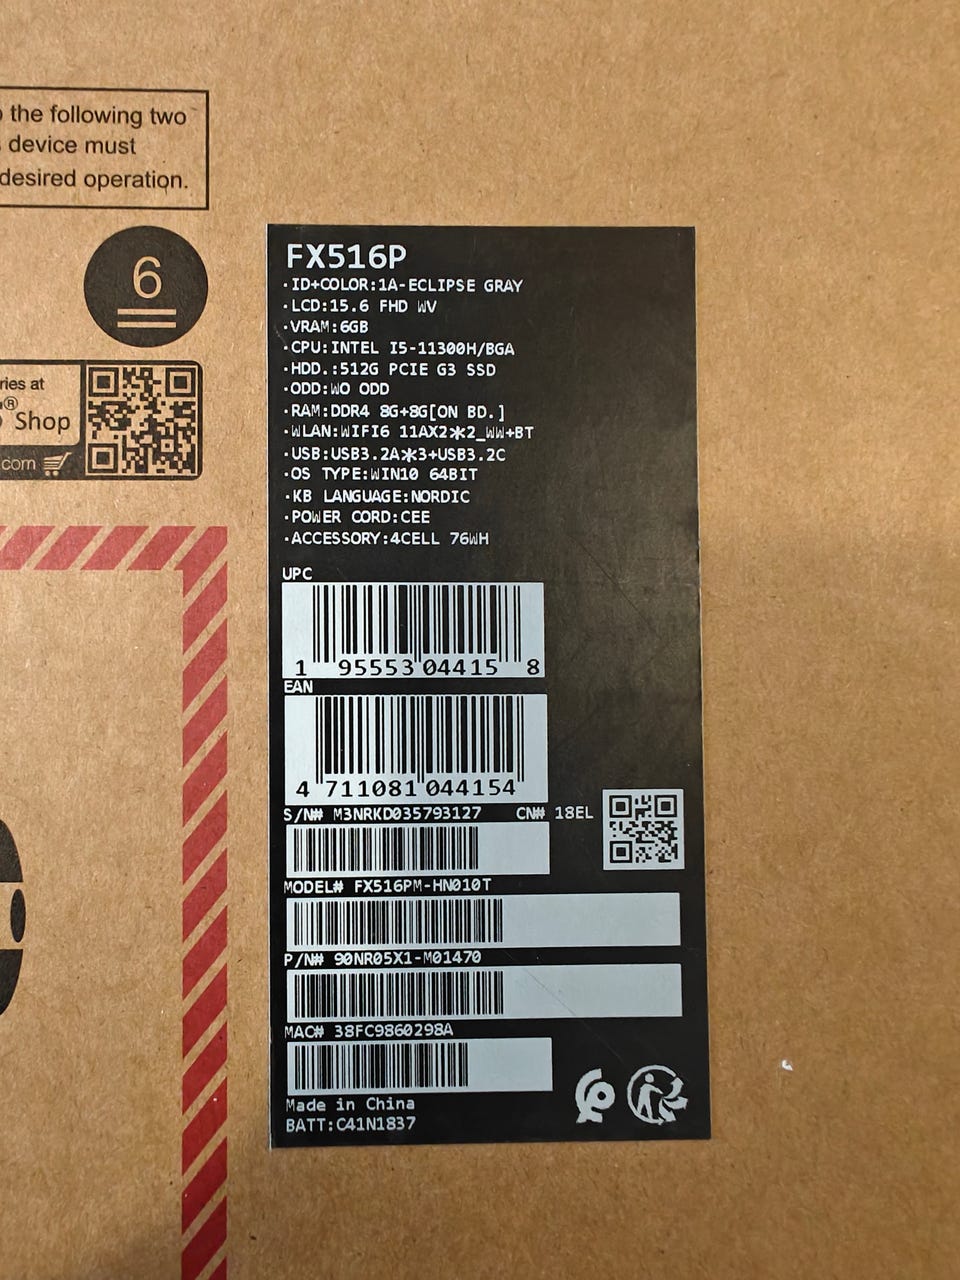 the following two
device must
desired operation.
6
ries at
®
Shop
com
FX516P
·ID+COLOR:1A-ECLIPSE GRAY
·LCD:15.6 FHD WV
·VRAM:6GB
·CPU:INTEL I5-11300H/BGA
·HDD.:512G PCIE G3 SSD
·ODD:WO ODD
·RAM:DDR4 8G+8G[ON BD.]
·WLAN:WIFI6 11AX2*2_WW+BT
·USB:USB3.2A*3+USB3.2C
·OS TYPE:WIN10 64BIT
·KB LANGUAGE:NORDIC
·POWER CORD:CEE
·ACCESSORY:4CELL 76WH
UPC
1 95553 04415 8
EAN
4 711081 044154
S/N# M3NRKD035793127 CN# 18EL
MODEL# FX516PM-HN010T
P/N# 90NR05X1-M01470
MAC# 38FC9860298A
Made in China
BATT:C41N1837